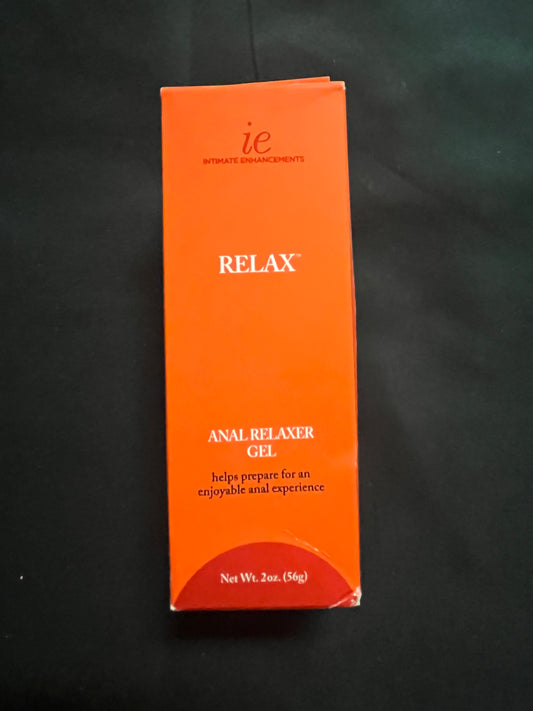 ie
INTIMATE ENHANCEMENTS
RELAX™
ANAL RELAXER
GEL
helps prepare for an
enjoyable anal experience
Net Wt. 2oz. (56g)